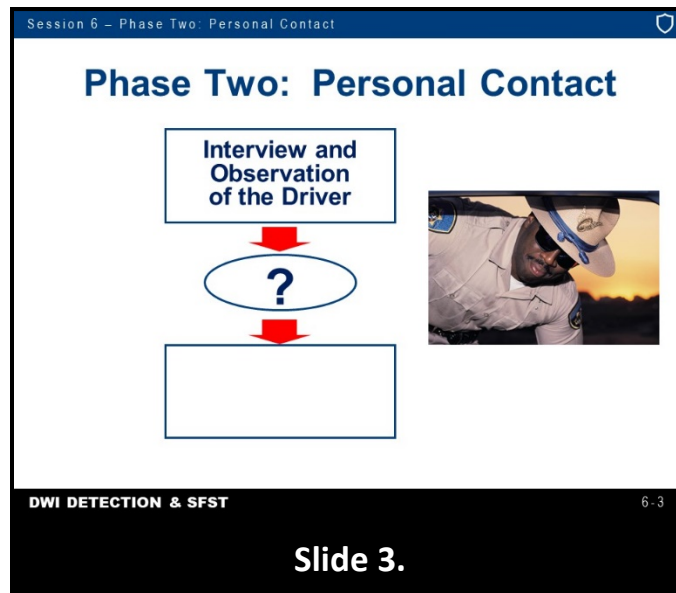 Session 6 – Phase Two: Personal Contact
Phase Two: Personal Contact
Interview and
Observation
of the Driver
?
DWI DETECTION & SFST
6-3
Slide 3.